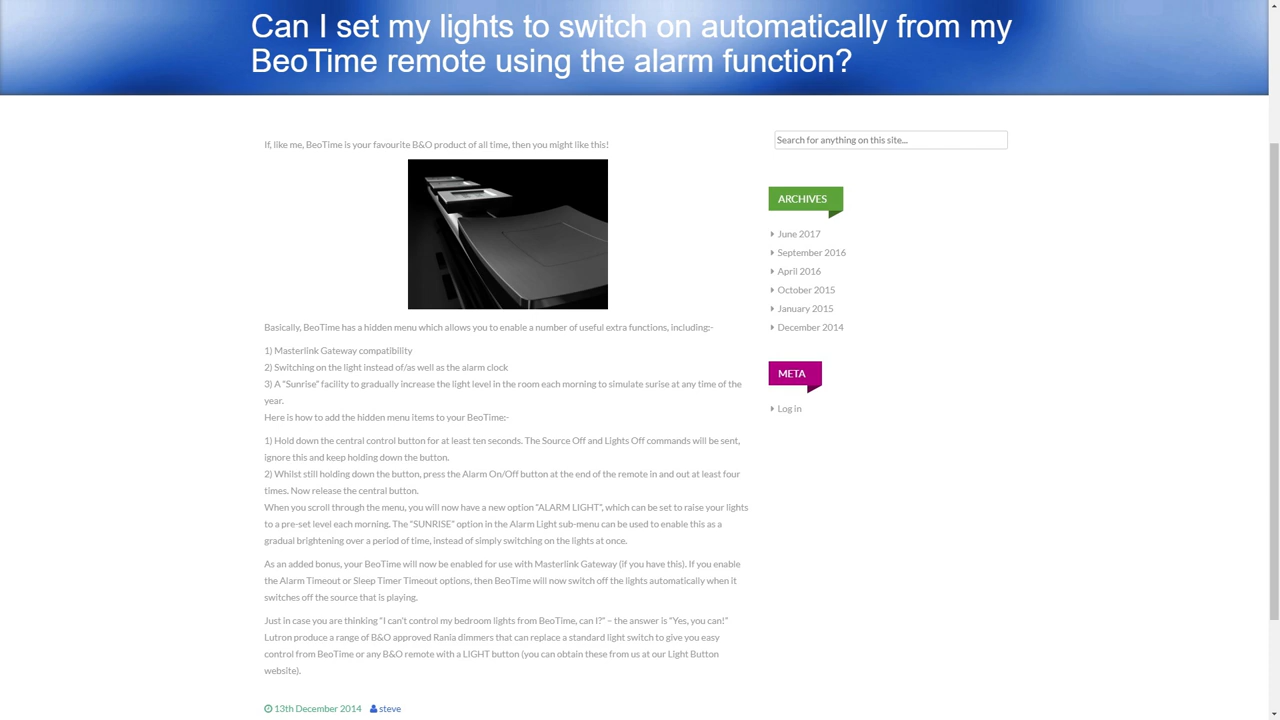 Can I set my lights to switch on automatically from my
BeoTime remote using the alarm function?
If, like me, BeoTime is your favourite B&O product of all time, then you might like this!
Basically, BeoTime has a hidden menu which allows you to enable a number of useful extra functions, including:-
1) Masterlink Gateway compatibility
2) Switching on the light instead of/as well as the alarm clock
3) A "Sunrise" facility to gradually increase the light level in the room each morning to simulate surise at any time of the
year.
Here is how to add the hidden menu items to your BeoTime:-
1) Hold down the central control button for at least ten seconds. The Source Off and Lights Off commands will be sent,
ignore this and keep holding down the button.
2) Whilst still holding down the button, press the Alarm On/Off button at the end of the remote in and out at least four
times. Now release the central button.
When you scroll through the menu, you will now have a new option "ALARM LIGHT", which can be set to raise your lights
to a pre-set level each morning. The "SUNRISE" option in the Alarm Light sub-menu can be used to enable this as a
gradual brightening over a period of time, instead of simply switching on the lights at once.
As an added bonus, your BeoTime will now be enabled for use with Masterlink Gateway (if you have this). If you enable
the Alarm Timeout or Sleep Timer Timeout options, then BeoTime will now switch off the lights automatically when it
switches off the source that is playing.
Just in case you are thinking "I can't control my bedroom lights from BeoTime, can I?" – the answer is "Yes, you can!"
Lutron produce a range of B&O approved Rania dimmers that can replace a standard light switch to give you easy
control from BeoTime or any B&O remote with a LIGHT button (you can obtain these from us at our Light Button
website).
13th December 2014 steve
Search for anything on this site...
ARCHIVES
June 2017
September 2016
April 2016
October 2015
January 2015
December 2014
META
Log in